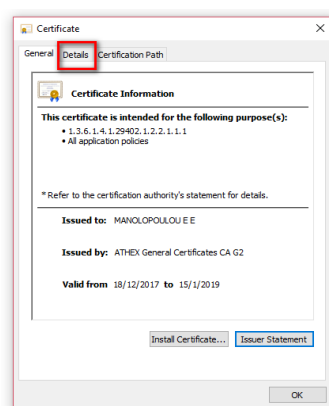 Certificate
General Details Certification Path
Certificate Information
This certificate is intended for the following purpose(s):
• 1.3.6.1.4.1.29402.1.2.2.1.1.1
• All application policies
* Refer to the certification authority's statement for details.
Issued to: MANOLOPOULOU E E
Issued by: ATHEX General Certificates CA G2
Valid from 18/12/2017 to 15/1/2019
Install Certificate... Issuer Statement
OK